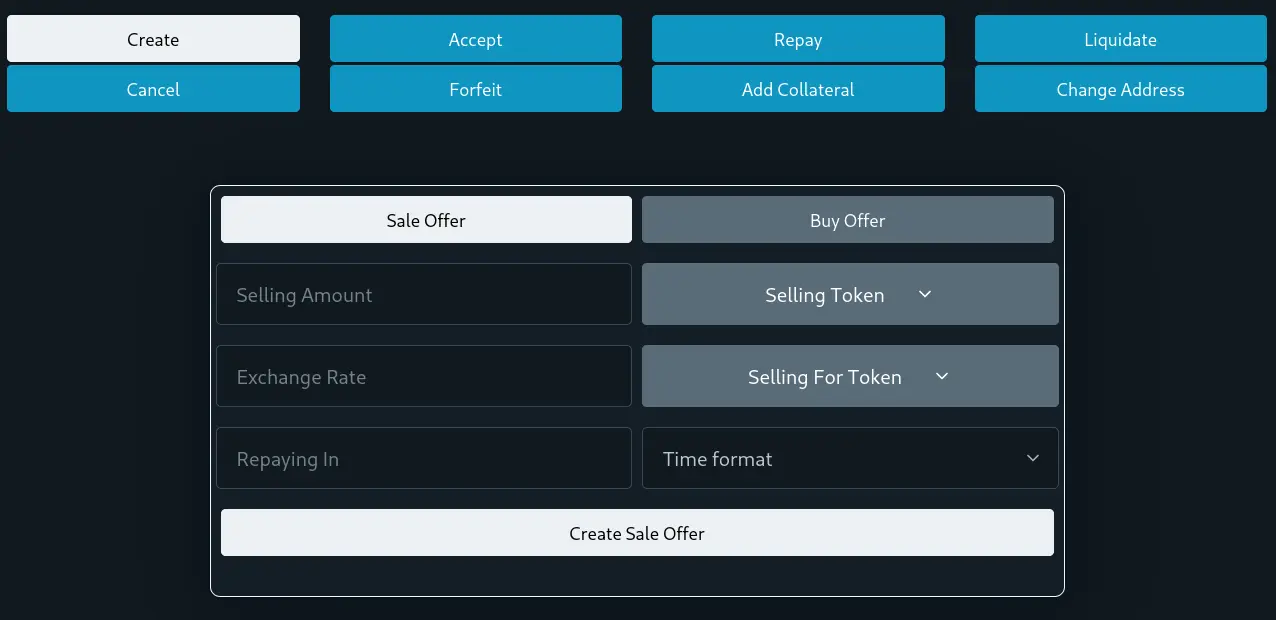 Create Accept Repay Liquidate
Cancel Forfeit Add Collateral Change Address
Sale Offer Buy Offer
Selling Amount Selling Token
Exchange Rate Selling For Token
Repaying In Time format
Create Sale Offer